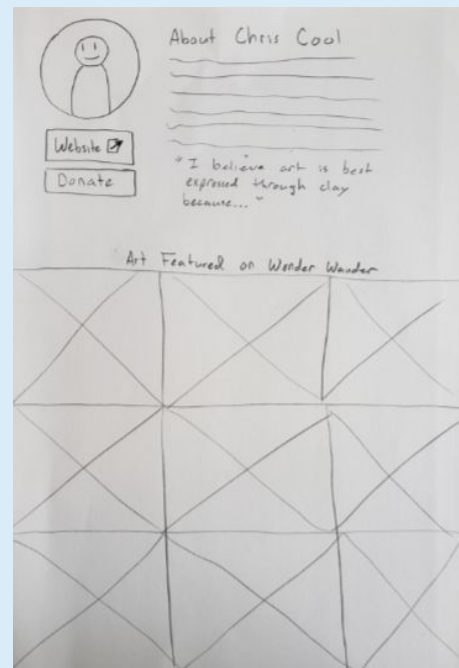 About Chris Cool
Website
Donate
"I believe art is best
expressed through clay
because..."
Art Featured on Wonder Wander